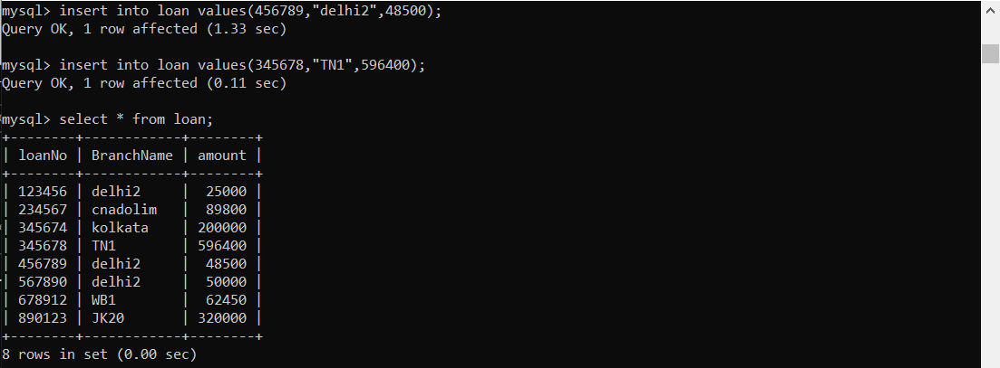 mysql> insert into loan values(456789,"delhi2",48500);
Query OK, 1 row affected (1.33 sec)
mysql> insert into loan values(345678,"TN1",596400);
Query OK, 1 row affected (0.11 sec)
mysql> select * from loan;
+--------+------------+--------+
| loanNo | BranchName | amount |
+--------+------------+--------+
| 123456 | delhi2     |  25000 |
| 234567 | cnadolim   |  89800 |
| 345674 | kolkata    | 200000 |
| 345678 | TN1        | 596400 |
| 456789 | delhi2     |  48500 |
| 567890 | delhi2     |  50000 |
| 678912 | WB1        |  62450 |
| 890123 | JK20       | 320000 |
+--------+------------+--------+
8 rows in set (0.00 sec)